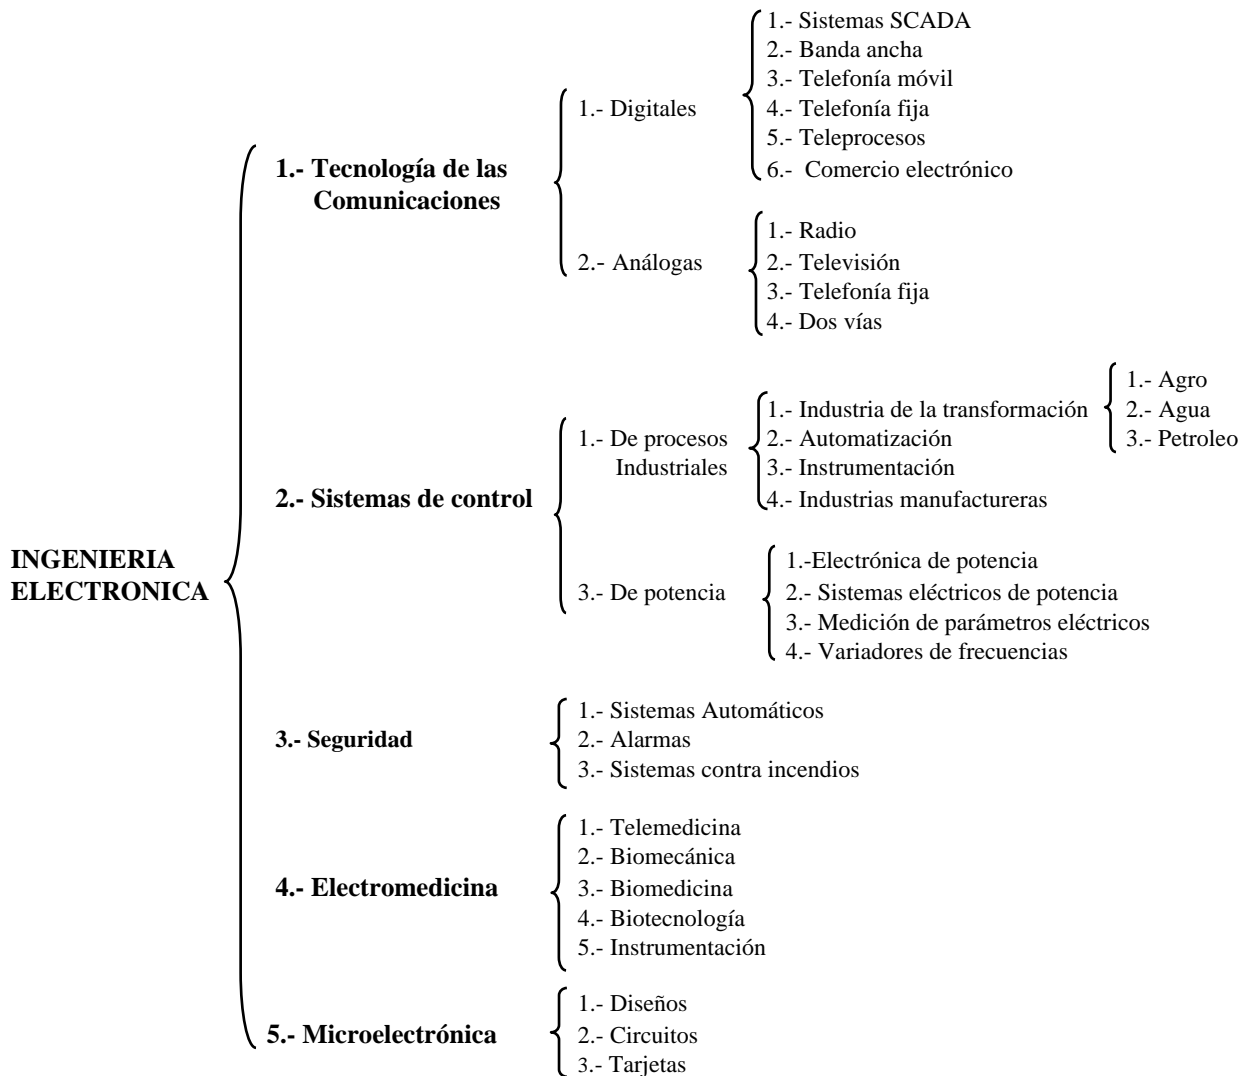 INGENIERIA
ELECTRONICA
1.- Tecnología de las
Comunicaciones
1.- Digitales
1.- Sistemas SCADA
2.- Banda ancha
3.- Telefonía móvil
4.- Telefonía fija
5.- Teleprocesos
6.- Comercio electrónico
2.- Análogas
1.- Radio
2.- Televisión
3.- Telefonía fija
4.- Dos vías
2.- Sistemas de control
1.- De procesos
Industriales
1.- Industria de la transformación
1.- Agro
2.- Agua
3.- Petroleo
2.- Automatización
3.- Instrumentación
4.- Industrias manufactureras
3.- De potencia
1.-Electrónica de potencia
2.- Sistemas eléctricos de potencia
3.- Medición de parámetros eléctricos
4.- Variadores de frecuencias
3.- Seguridad
1.- Sistemas Automáticos
2.- Alarmas
3.- Sistemas contra incendios
4.- Electromedicina
1.- Telemedicina
2.- Biomecánica
3.- Biomedicina
4.- Biotecnología
5.- Instrumentación
5.- Microelectrónica
1.- Diseños
2.- Circuitos
3.- Tarjetas